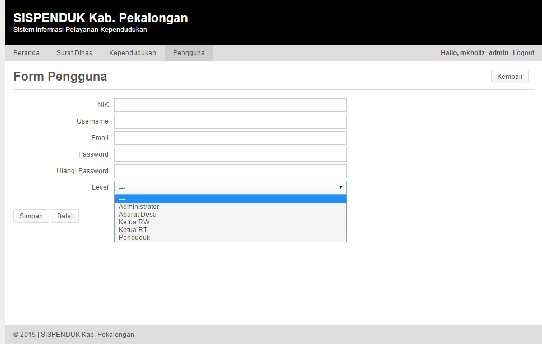 SISPENDUK Kab. Pekalongan
Sistem Informasi Pelayanan Kependudukan
Beranda Surat Dinas Kependudukan Pengguna Hallo, mkholiz_admin Logout
Form Pengguna Kembali
NIK
Username
Email
Password
Ulangi Password
Level ---
---
Administrator
Aparat Desa
Ketua RW
Ketua RT
Penduduk
Simpan Batal
© 2015 | SISPENDUK Kab. Pekalongan